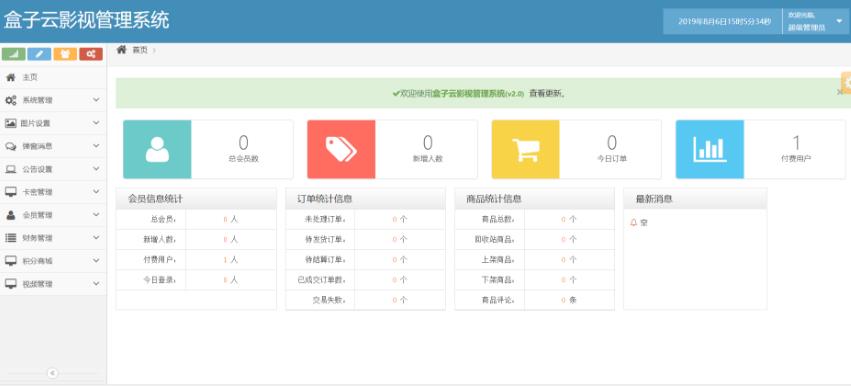 盒子云影视管理系统
2019年8月6日15时5分34秒
欢迎光临,
超级管理员
首页
主页
系统管理
图片设置
弹窗消息
公告设置
卡密管理
会员管理
财务管理
积分商城
视频管理
欢迎使用盒子云影视管理系统(v2.0) 查看更新。
0
总会员数
0
新增人数
0
今日订单
1
付费用户
会员信息统计
总会员: 0 人
新增人数: 0 人
付费用户: 1 人
今日登录: 0 人
订单统计信息
未处理订单: 0 个
待发货订单: 0 个
待结算订单: 0 个
已成交订单数: 0 个
交易失败: 0 个
商品统计信息
商品总数: 0 个
回收站商品: 0 个
上架商品: 0 个
下架商品: 0 个
商品评论: 0 条
最新消息
空